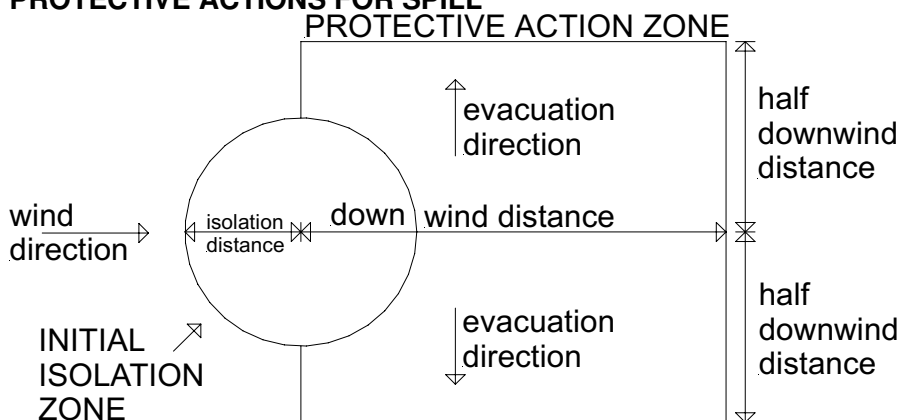 PROTECTIVE ACTIONS FOR SPILL
PROTECTIVE ACTION ZONE
evacuation
direction
half
downwind
distance
wind
direction
isolation
distance
down wind distance
evacuation
direction
half
downwind
distance
INITIAL
ISOLATION
ZONE